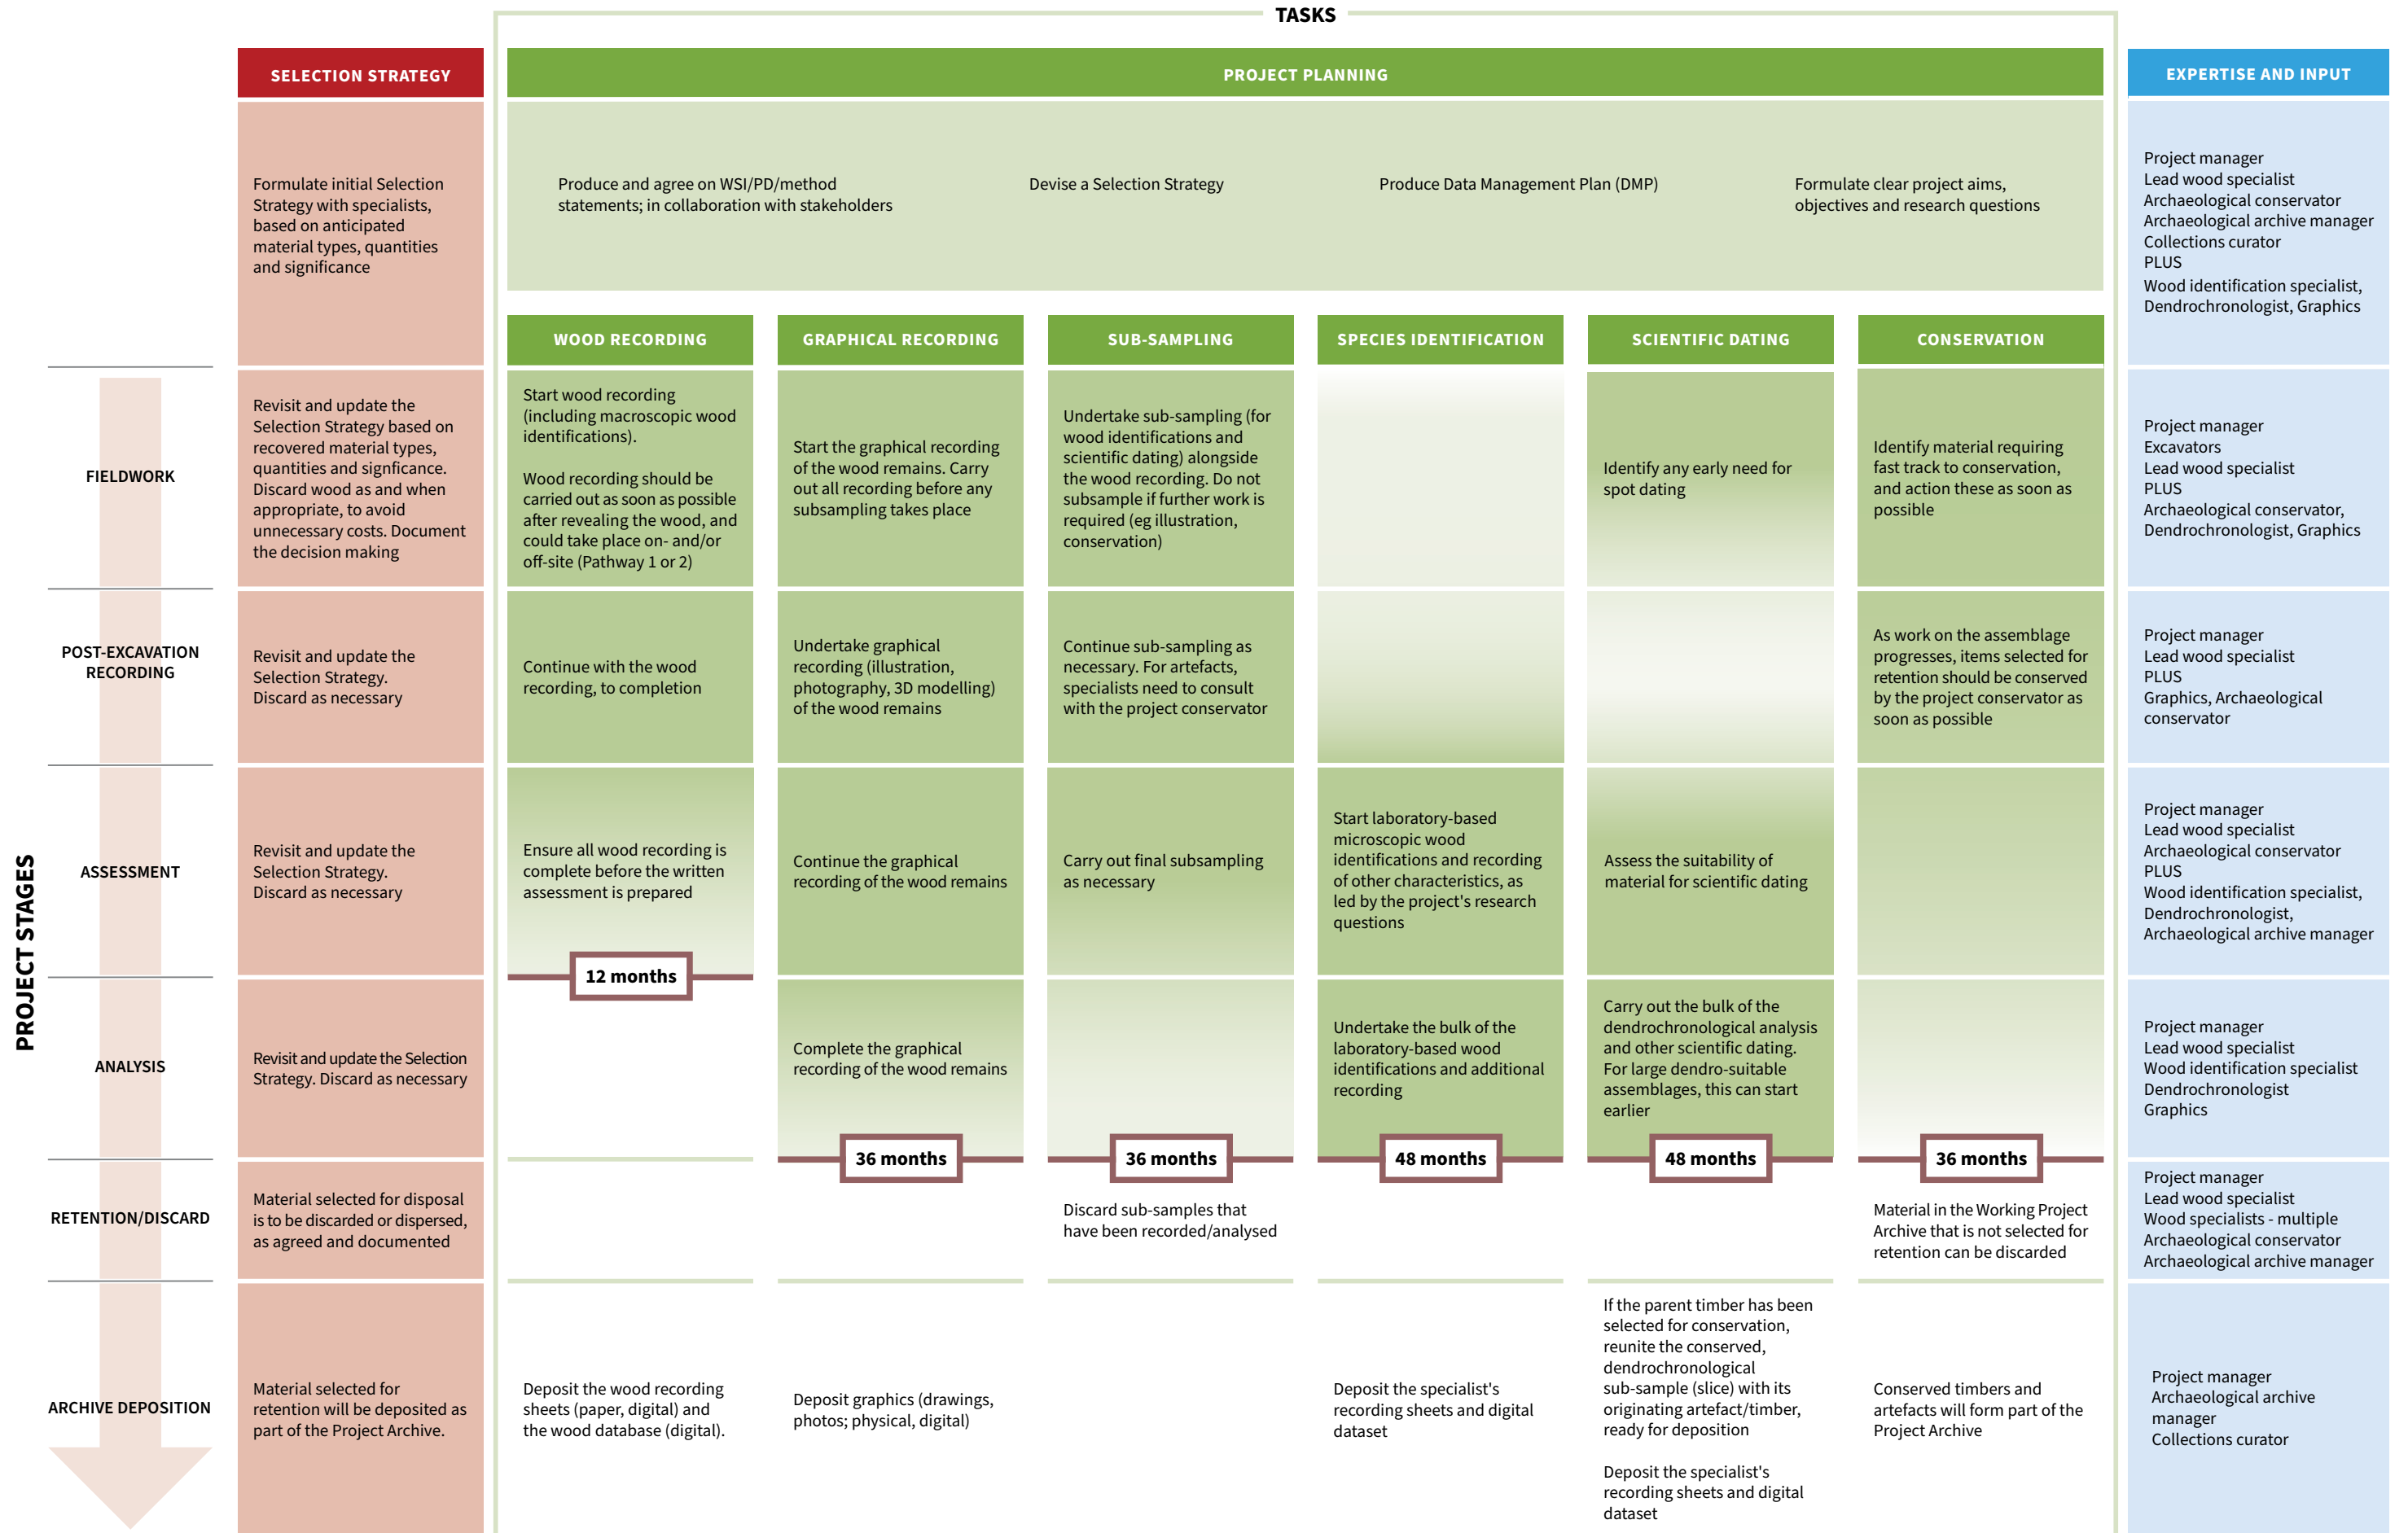 TASKS
SELECTION STRATEGY
PROJECT PLANNING
EXPERTISE AND INPUT
Formulate initial Selection
Strategy with specialists,
based on anticipated
material types, quantities
and significance
Produce and agree on WSI/PD/method
statements; in collaboration with stakeholders
Devise a Selection Strategy
Produce Data Management Plan (DMP)
Formulate clear project aims,
objectives and research questions
Project manager
Lead wood specialist
Archaeological conservator
Archaeological archive manager
Collections curator
PLUS
Wood identification specialist,
Dendrochronologist, Graphics
WOOD RECORDING
GRAPHICAL RECORDING
SUB-SAMPLING
SPECIES IDENTIFICATION
SCIENTIFIC DATING
CONSERVATION
PROJECT STAGES
FIELDWORK
Revisit and update the
Selection Strategy based on
recovered material types,
quantities and signficance.
Discard wood as and when
appropriate, to avoid
unnecessary costs. Document
the decision making
Start wood recording
(including macroscopic wood
identifications).
Wood recording should be
carried out as soon as possible
after revealing the wood, and
could take place on- and/or
off-site (Pathway 1 or 2)
Start the graphical recording
of the wood remains. Carry
out all recording before any
subsampling takes place
Undertake sub-sampling (for
wood identifications and
scientific dating) alongside
the wood recording. Do not
subsample if further work is
required (eg illustration,
conservation)
Identify any early need for
spot dating
Identify material requiring
fast track to conservation,
and action these as soon as
possible
Project manager
Excavators
Lead wood specialist
PLUS
Archaeological conservator,
Dendrochronologist, Graphics
POST-EXCAVATION
RECORDING
Revisit and update the
Selection Strategy.
Discard as necessary
Continue with the wood
recording, to completion
Undertake graphical
recording (illustration,
photography, 3D modelling)
of the wood remains
Continue sub-sampling as
necessary. For artefacts,
specialists need to consult
with the project conservator
As work on the assemblage
progresses, items selected for
retention should be conserved
by the project conservator as
soon as possible
Project manager
Lead wood specialist
PLUS
Graphics, Archaeological
conservator
ASSESSMENT
Revisit and update the
Selection Strategy.
Discard as necessary
Ensure all wood recording is
complete before the written
assessment is prepared
12 months
Continue the graphical
recording of the wood remains
Carry out final subsampling
as necessary
Start laboratory-based
microscopic wood
identifications and recording
of other characteristics, as
led by the project's research
questions
Assess the suitability of
material for scientific dating
Project manager
Lead wood specialist
Archaeological conservator
PLUS
Wood identification specialist,
Dendrochronologist,
Archaeological archive manager
ANALYSIS
Revisit and update the Selection
Strategy. Discard as necessary
Complete the graphical
recording of the wood remains
36 months
36 months
Undertake the bulk of the
laboratory-based wood
identifications and additional
recording
48 months
Carry out the bulk of the
dendrochronological analysis
and other scientific dating.
For large dendro-suitable
assemblages, this can start
earlier
48 months
36 months
Project manager
Lead wood specialist
Wood identification specialist
Dendrochronologist
Graphics
RETENTION/DISCARD
Material selected for disposal
is to be discarded or dispersed,
as agreed and documented
Discard sub-samples that
have been recorded/analysed
Material in the Working Project
Archive that is not selected for
retention can be discarded
Project manager
Lead wood specialist
Wood specialists - multiple
Archaeological conservator
Archaeological archive manager
ARCHIVE DEPOSITION
Material selected for
retention will be deposited as
part of the Project Archive.
Deposit the wood recording
sheets (paper, digital) and
the wood database (digital).
Deposit graphics (drawings,
photos; physical, digital)
Deposit the specialist's
recording sheets and digital
dataset
If the parent timber has been
selected for conservation,
reunite the conserved,
dendrochronological
sub-sample (slice) with its
originating artefact/timber,
ready for deposition
Deposit the specialist's
recording sheets and digital
dataset
Conserved timbers and
artefacts will form part of the
Project Archive
Project manager
Archaeological archive
manager
Collections curator